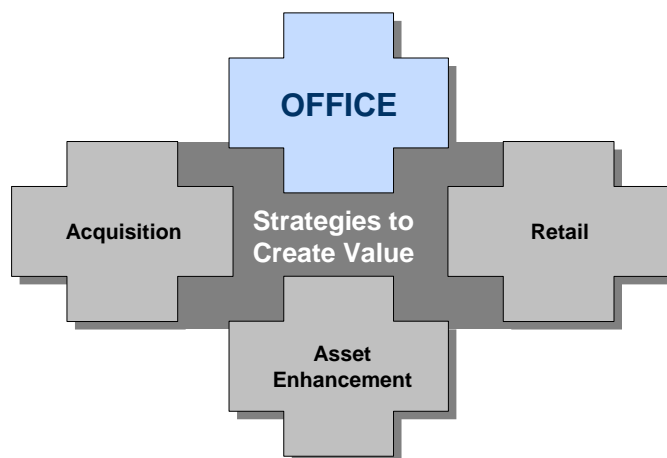 OFFICE
Strategies to
Create Value
Acquisition
Retail
Asset
Enhancement